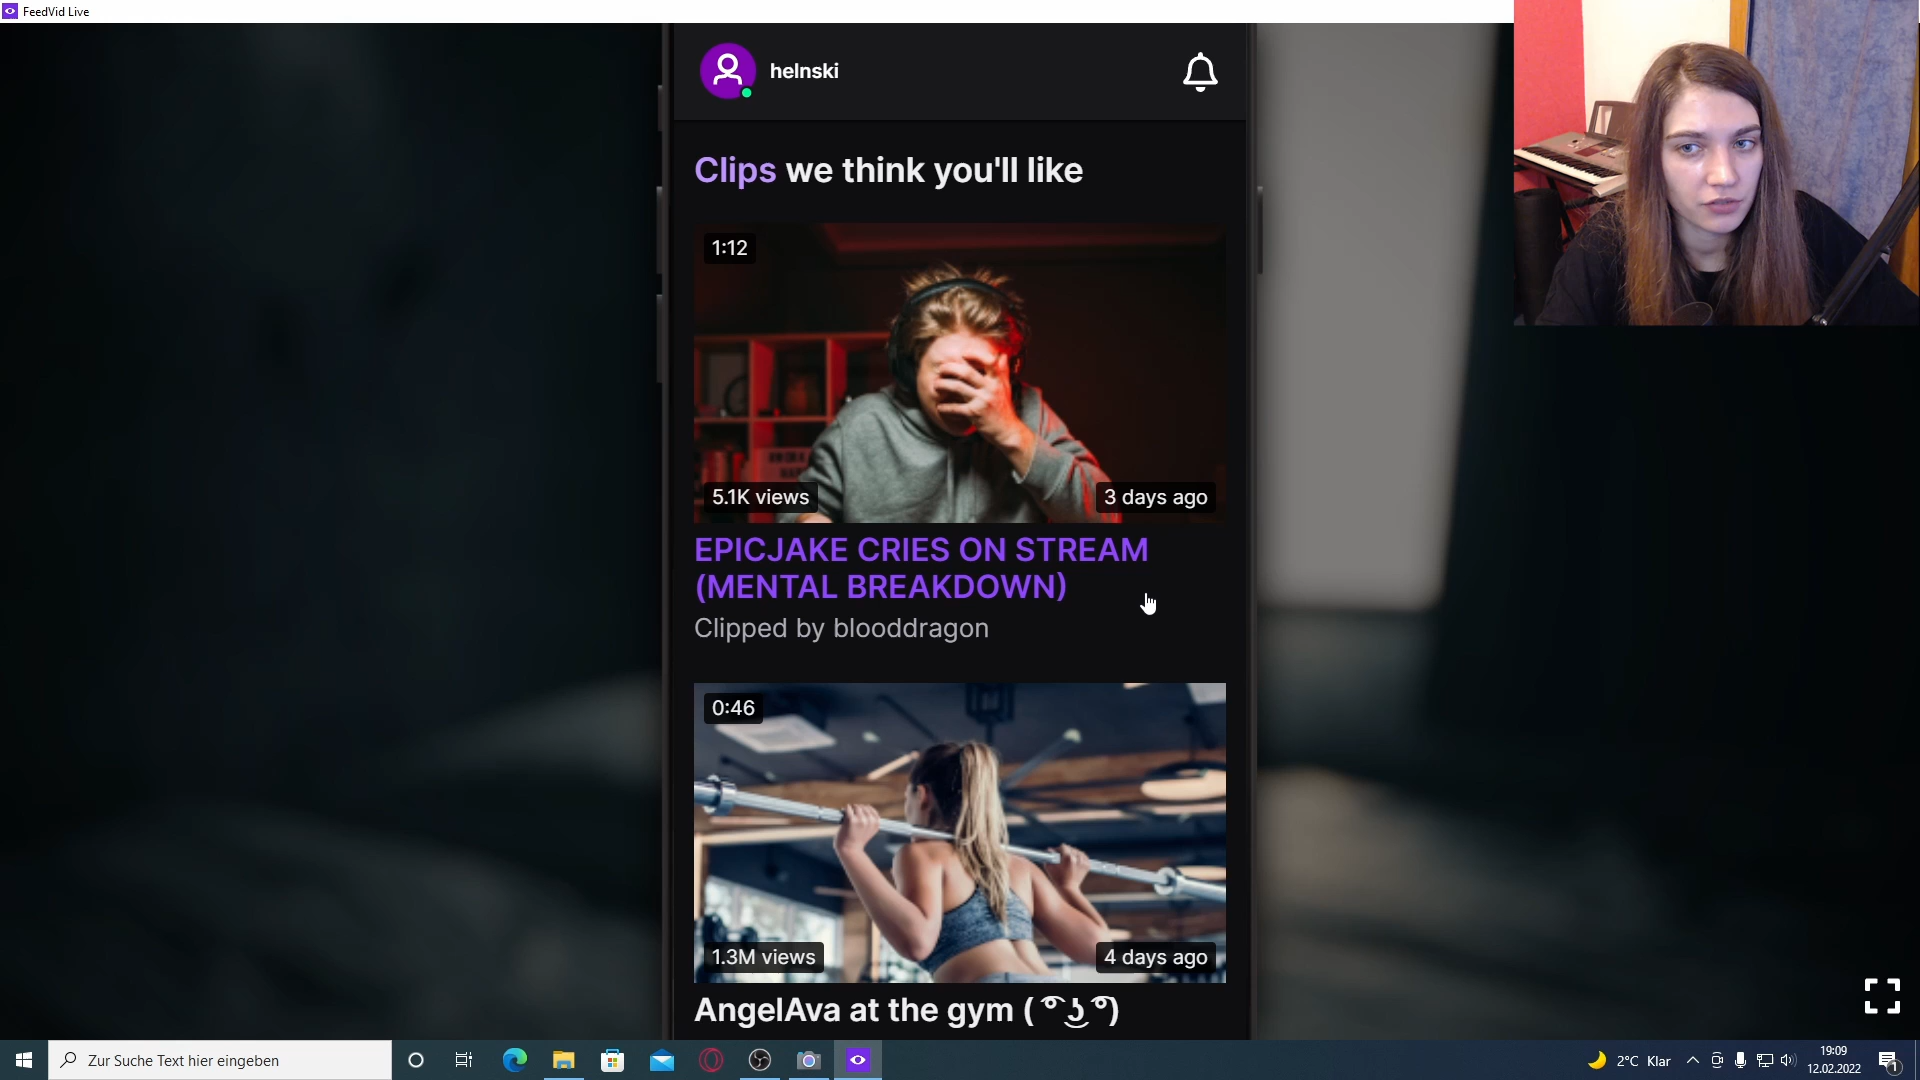 FeedVid Live
helnski
Clips we think you'll like
1:12
5.1K views
3 days ago
EPICJAKE CRIES ON STREAM
(MENTAL BREAKDOWN)
Clipped by blooddragon
0:46
1.3M views
4 days ago
AngelAva at the gym ( ͡° ͜ʖ ͡°)
Zur Suche Text hier eingeben
2°C Klar
19:09
12.02.2022
1